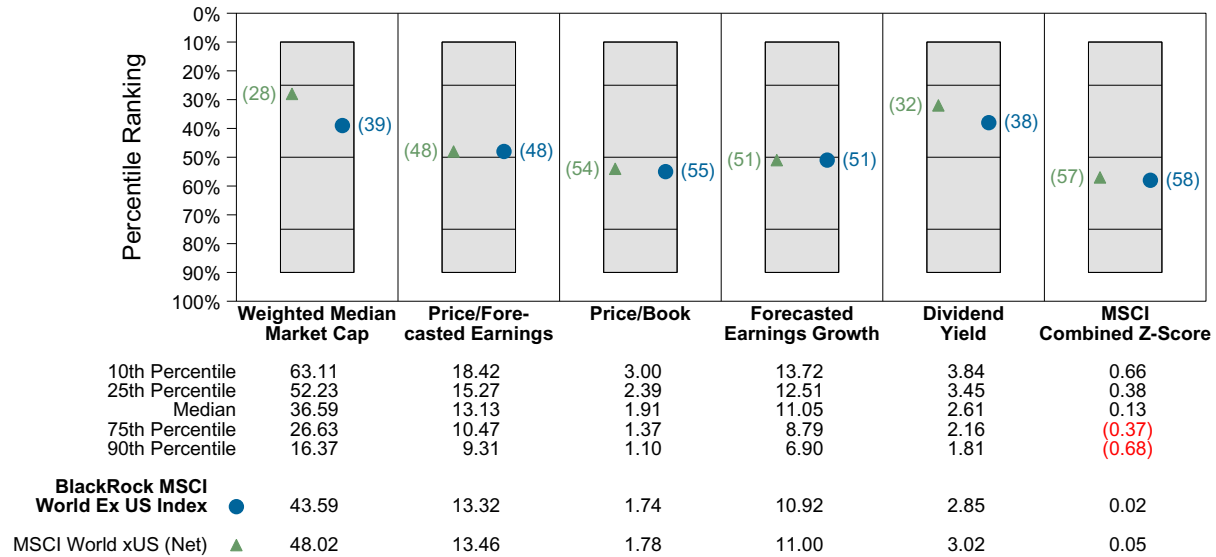 0%
10%
20%
30%
40%
50%
60%
70%
80%
90%
100%
Percentile Ranking
(28)
(39)
(48)
(48)
(54)
(55)
(51)
(51)
(32)
(38)
(57)
(58)
Weighted Median
Market Cap
Price/Fore-
casted Earnings
Price/Book
Forecasted
Earnings Growth
Dividend
Yield
MSCI
Combined Z-Score
10th Percentile 63.11 18.42 3.00 13.72 3.84 0.66
25th Percentile 52.23 15.27 2.39 12.51 3.45 0.38
Median 36.59 13.13 1.91 11.05 2.61 0.13
75th Percentile 26.63 10.47 1.37 8.79 2.16 (0.37)
90th Percentile 16.37 9.31 1.10 6.90 1.81 (0.68)
BlackRock MSCI
World Ex US Index 43.59 13.32 1.74 10.92 2.85 0.02
MSCI World xUS (Net) 48.02 13.46 1.78 11.00 3.02 0.05